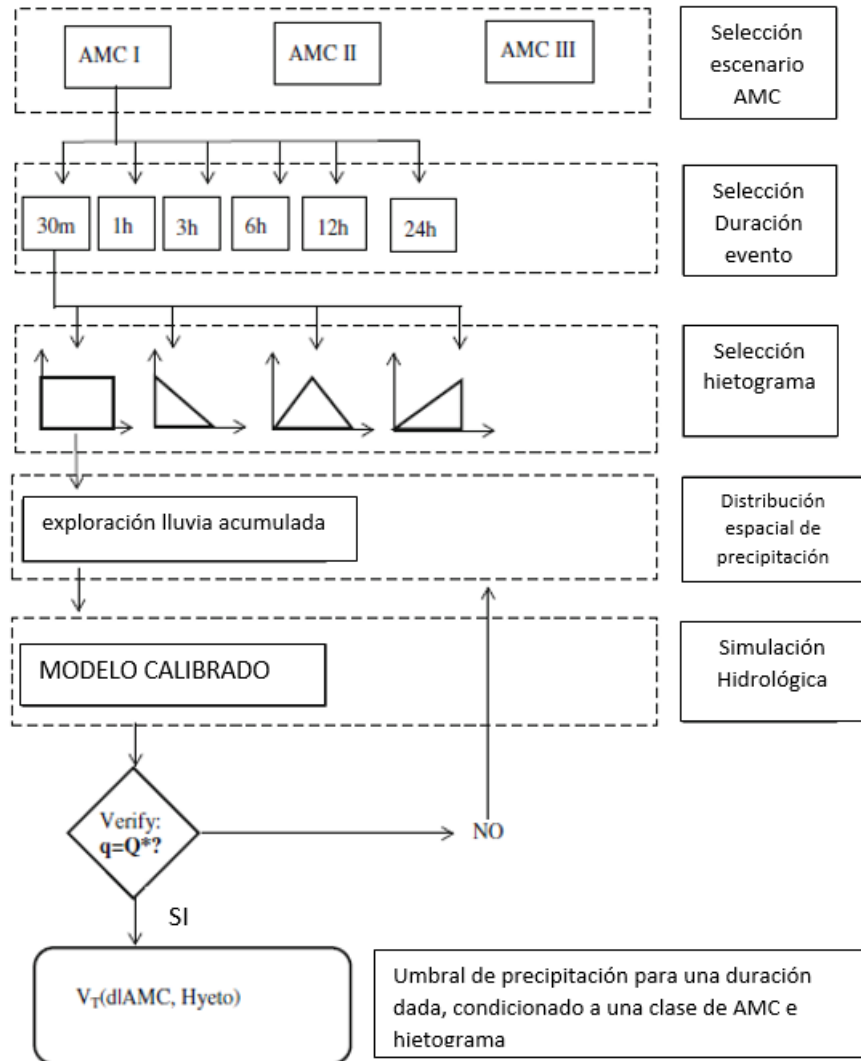 AMC I
AMC II
AMC III
Selección
escenario
AMC
30m
1h
3h
6h
12h
24h
Selección
Duración
evento
Selección
hietograma
exploración lluvia acumulada
Distribución
espacial de
precipitación
MODELO CALIBRADO
Simulación
Hidrológica
Verify:
q=Q*?
NO
SI
V_T(d|AMC, Hyeto)
Umbral de precipitación para una duración
dada, condicionado a una clase de AMC e
hietograma